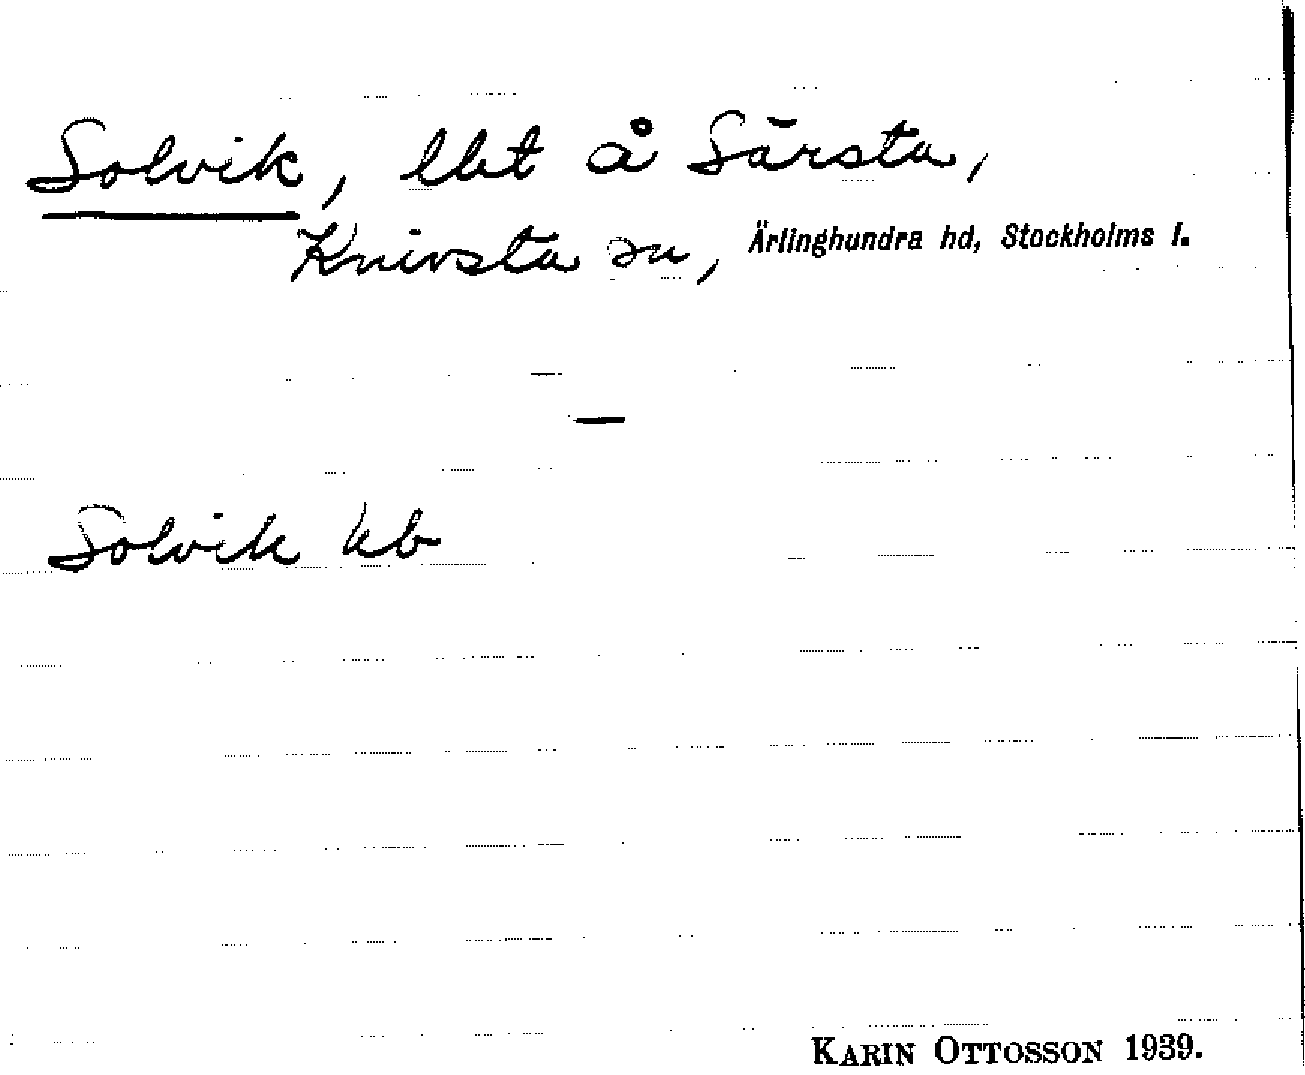 Solvik, lht å Särsta,
Knivsta sn, Ärlinghundra hd, Stockholms l.
—
Solvik kb
KARIN OTTOSSON 1939.